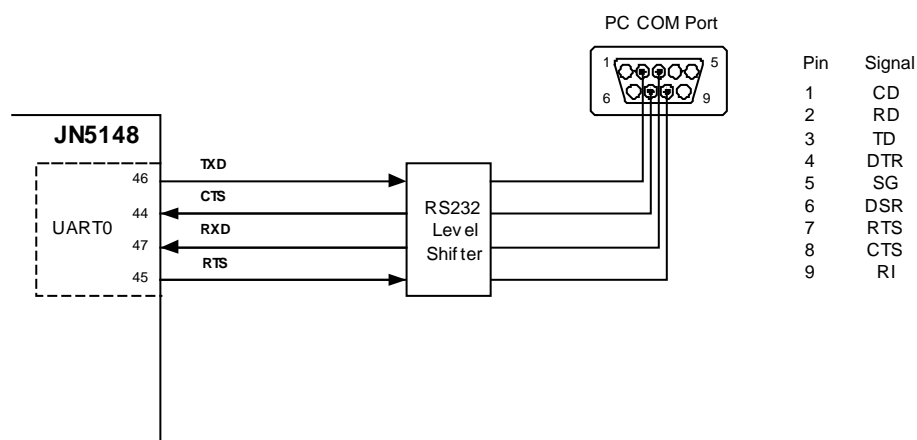 PC COM Port
1 5
6 9
Pin Signal
1 CD
2 RD
3 TD
4 DTR
5 SG
6 DSR
7 RTS
8 CTS
9 RI
JN5148
UART0
46 TXD
44 CTS
47 RXD
45 RTS
RS232
Level
Shifter